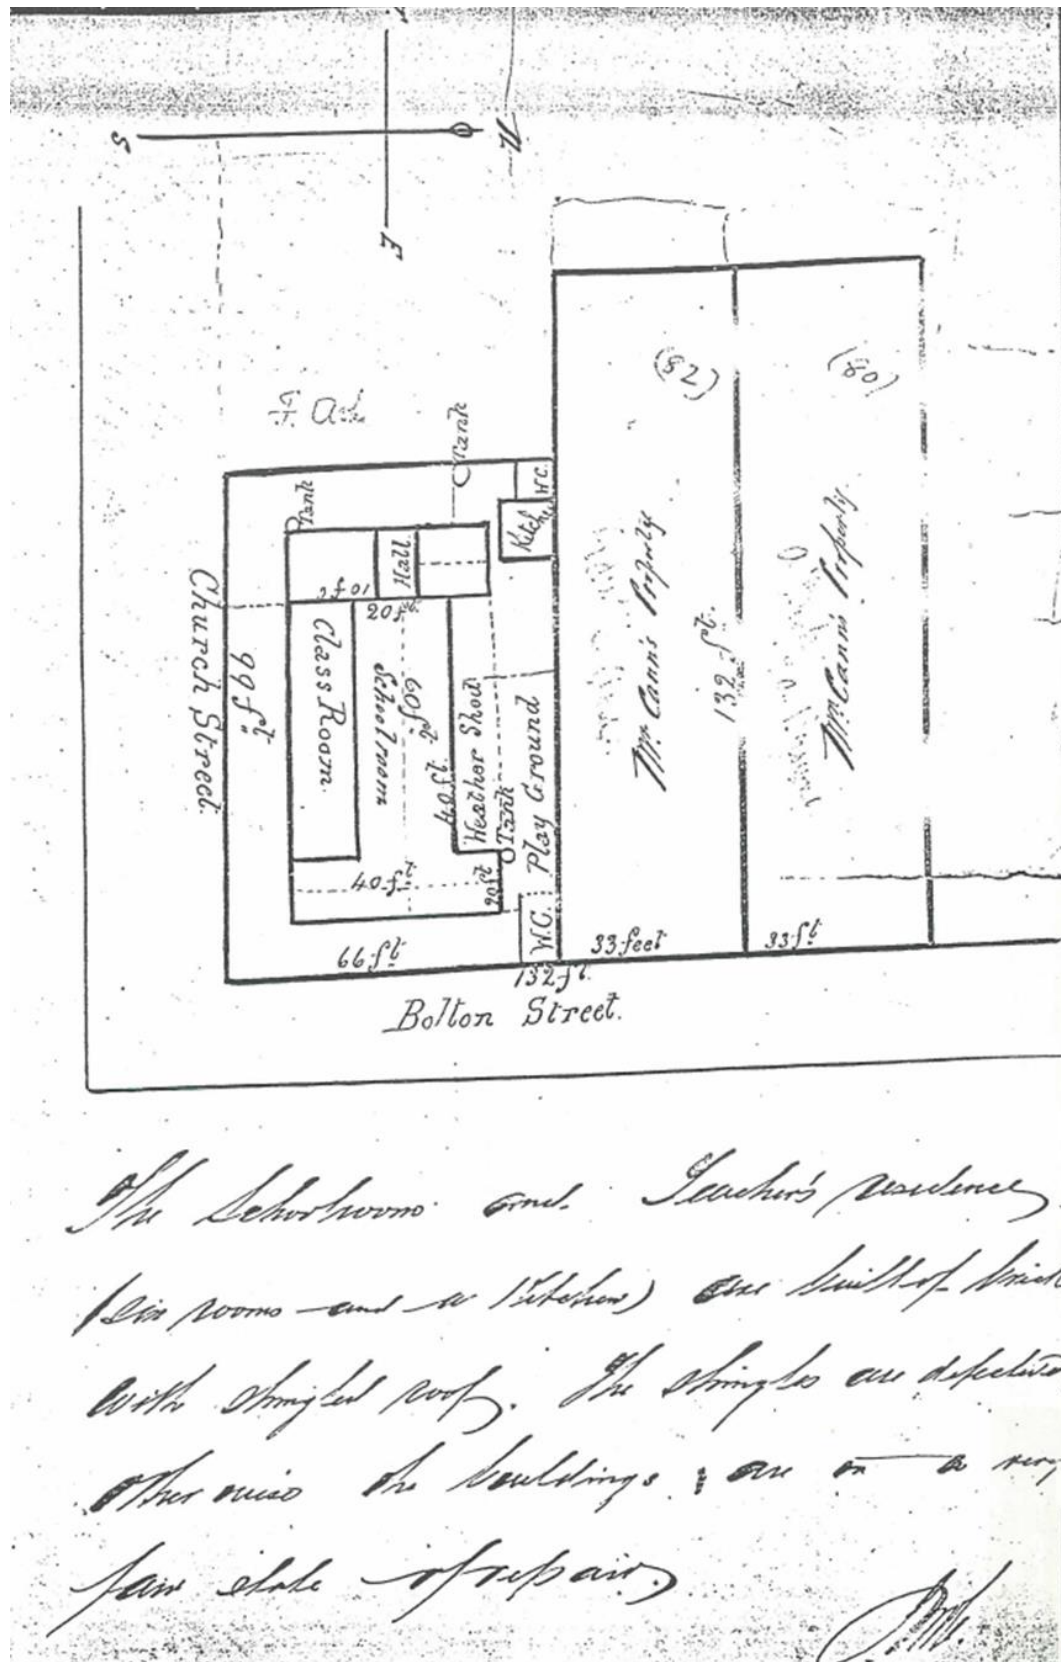 S
N
E
(82)
(80)
Tank
Tank
W.C.
Kitchen
Hall
10 ft
20 ft.
Church Street.
99 ft
Class Room
Schoolroom
60 ft
40 ft
Weather Shed
Tank
Play Ground
McCann's Property
132 ft.
McCann's Property
40 ft
20 ft
W.C.
99 ft
33 feet
33 ft
132 ft.
Bolton Street.
The Schoolroom and Teacher's residence
(six rooms and a Kitchen) are built of brick
with shingled roof. The shingles are defective
otherwise the buildings are in a very
fair state of repair.